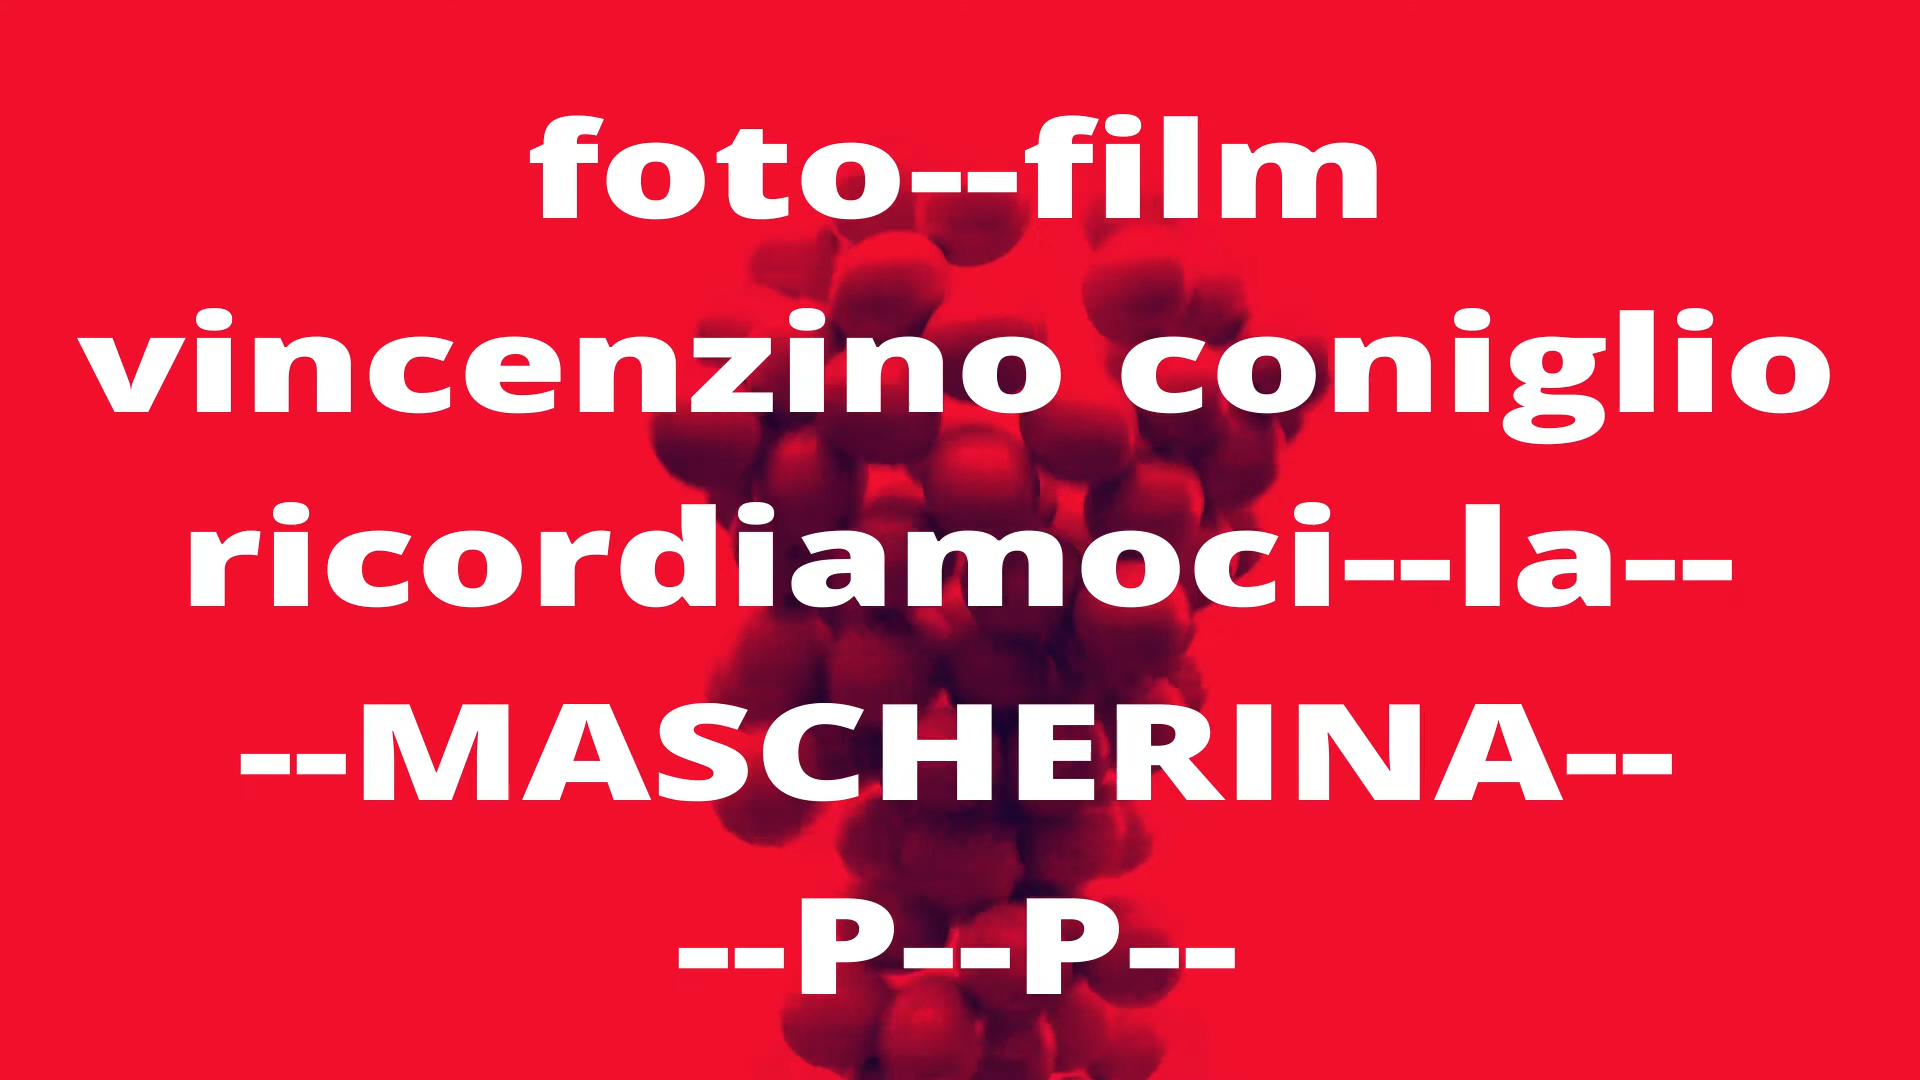 foto--film
vincenzino coniglio
ricordiamoci--la--
--MASCHERINA--
--P--P--